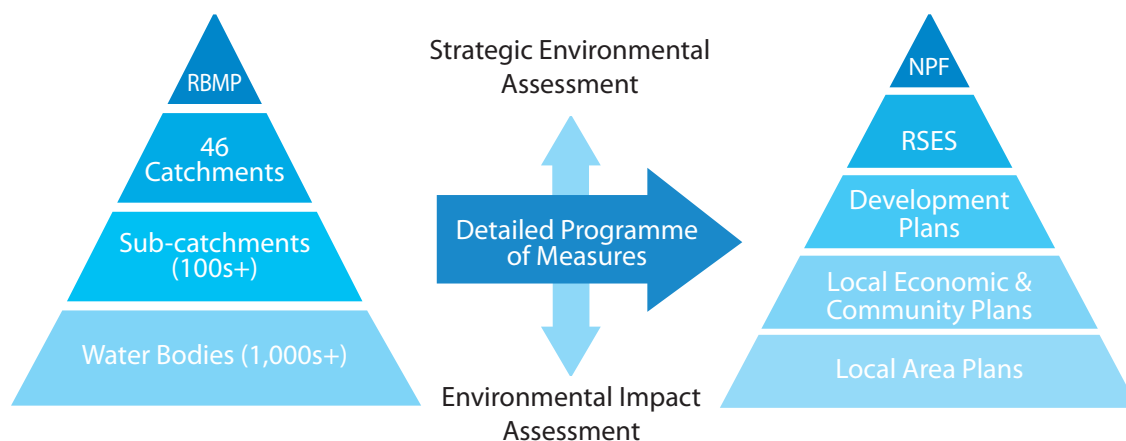 RBMP
46
Catchments
Sub-catchments
(100s+)
Water Bodies (1,000s+)
Strategic Environmental
Assessment
Detailed Programme
of Measures
Environmental Impact
Assessment
NPF
RSES
Development
Plans
Local Economic &
Community Plans
Local Area Plans